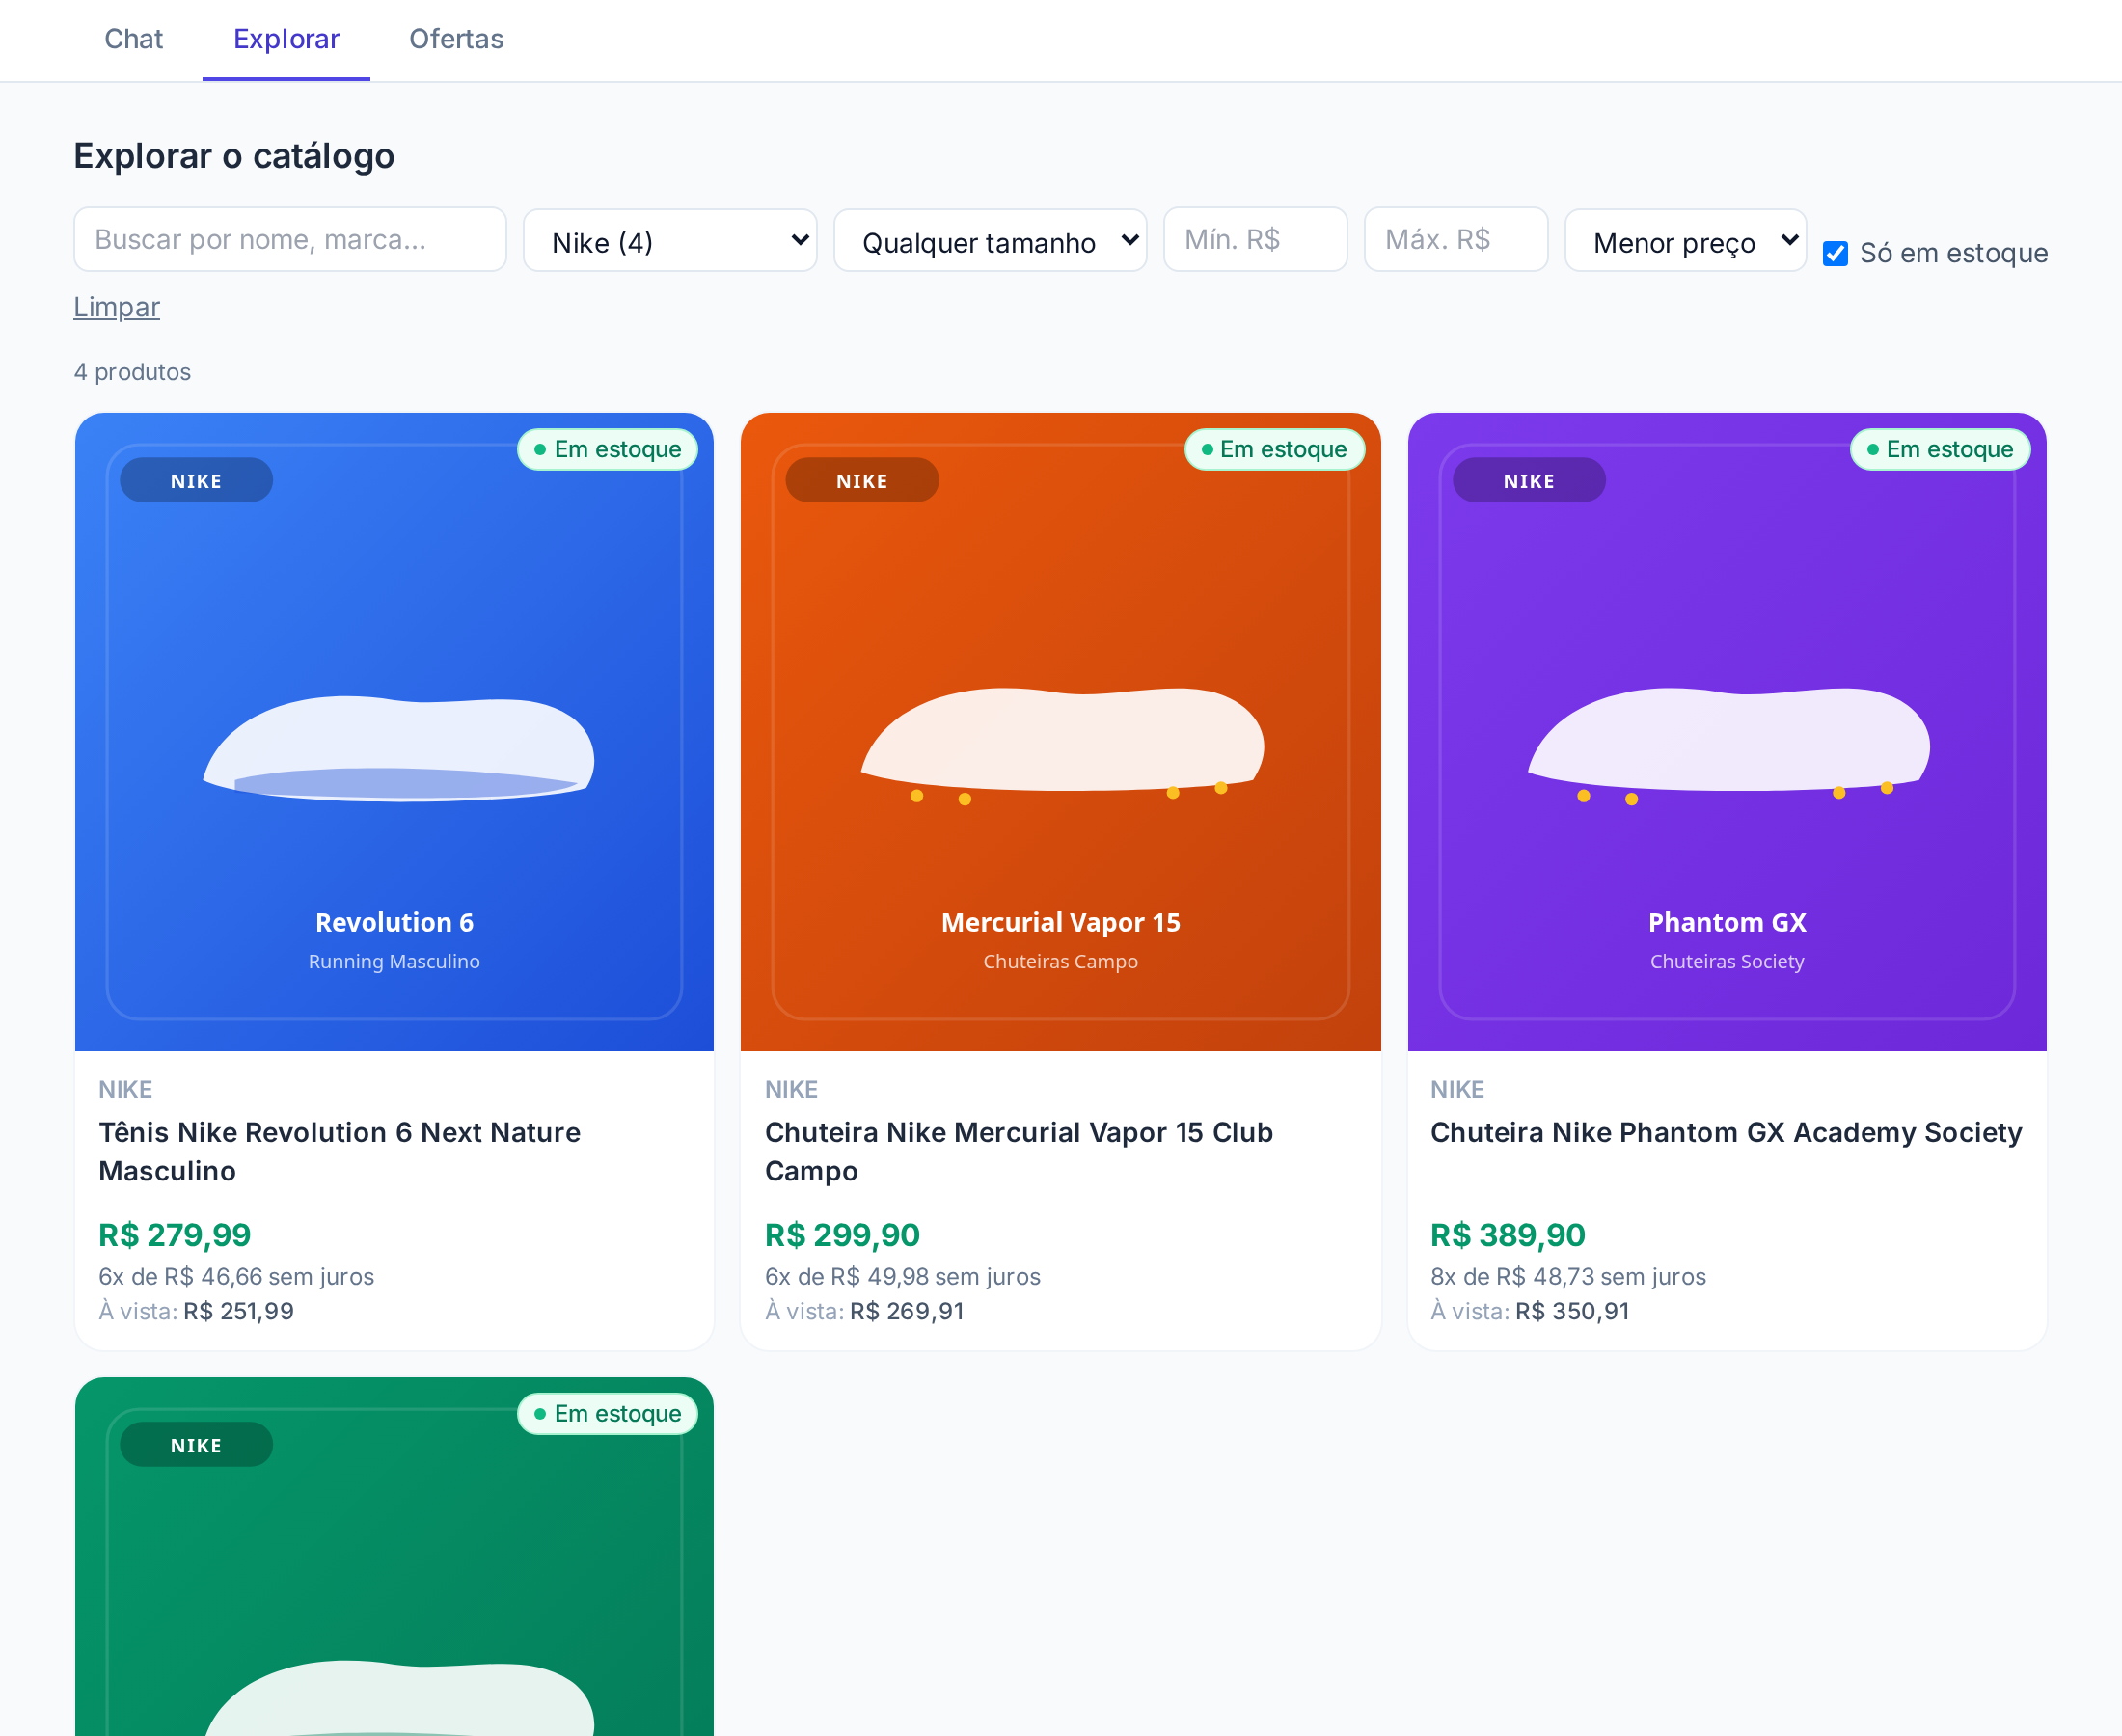 Chat
Explorar
Ofertas
Explorar o catálogo
Buscar por nome, marca...
Nike (4)
Qualquer tamanho
Mín. R$
Máx. R$
Menor preço
Só em estoque
Limpar
4 produtos
NIKE
Em estoque
Revolution 6
Running Masculino
NIKE
Tênis Nike Revolution 6 Next Nature
Masculino
R$ 279,99
6x de R$ 46,66 sem juros
À vista: R$ 251,99
NIKE
Em estoque
Mercurial Vapor 15
Chuteiras Campo
NIKE
Chuteira Nike Mercurial Vapor 15 Club
Campo
R$ 299,90
6x de R$ 49,98 sem juros
À vista: R$ 269,91
NIKE
Em estoque
Phantom GX
Chuteiras Society
NIKE
Chuteira Nike Phantom GX Academy Society
R$ 389,90
8x de R$ 48,73 sem juros
À vista: R$ 350,91
NIKE
Em estoque